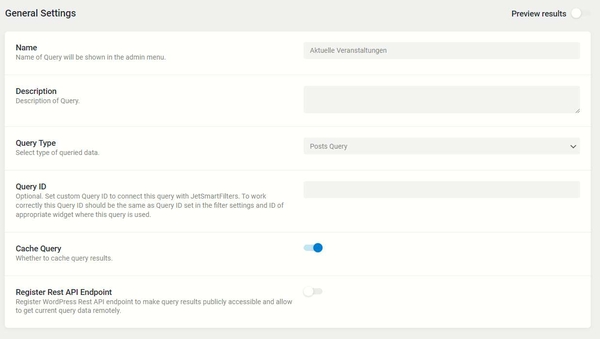 General Settings
Preview results
Name
Name of Query will be shown in the admin menu.
Aktuelle Veranstaltungen
Description
Description of Query.
Query Type
Select type of queried data.
Posts Query
Query ID
Optional. Set custom Query ID to connect this query with JetSmartFilters. To work
correctly this Query ID should be the same as Query ID set in the filter settings and ID of
appropriate widget where this query is used.
Cache Query
Whether to cache query results.
Register Rest API Endpoint
Register WordPress Rest API endpoint to make query results publicly accessible and allow
to get current query data remotely.